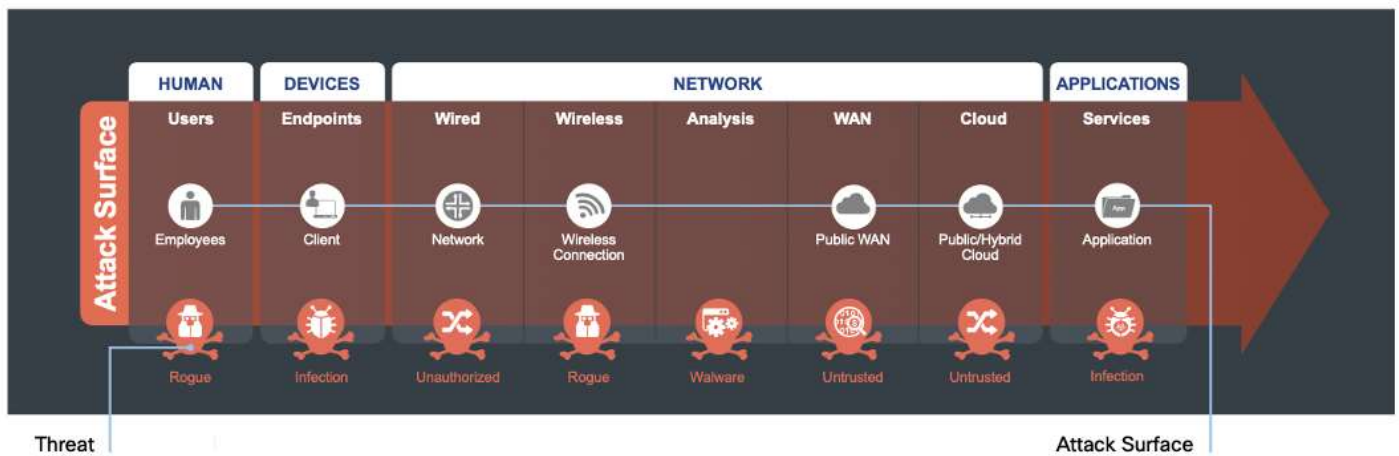 HUMAN DEVICES NETWORK APPLICATIONS
Attack Surface
Users Endpoints Wired Wireless Analysis WAN Cloud Services
App
Employees Client Network Wireless Connection Public WAN Public/Hybrid Cloud Application
Rogue Infection Unauthorized Rogue Walware Untrusted Untrusted Infection
Threat Attack Surface